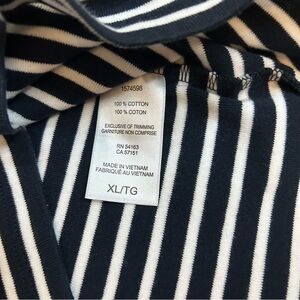 1574598
100 % COTTON
100 % COTON
EXCLUSIVE OF TRIMMING
GARNITURE NON COMPRISE
RN 54163
CA 57151
MADE IN VIETNAM
FABRIQUÉ AU VIETNAM
XL/TG